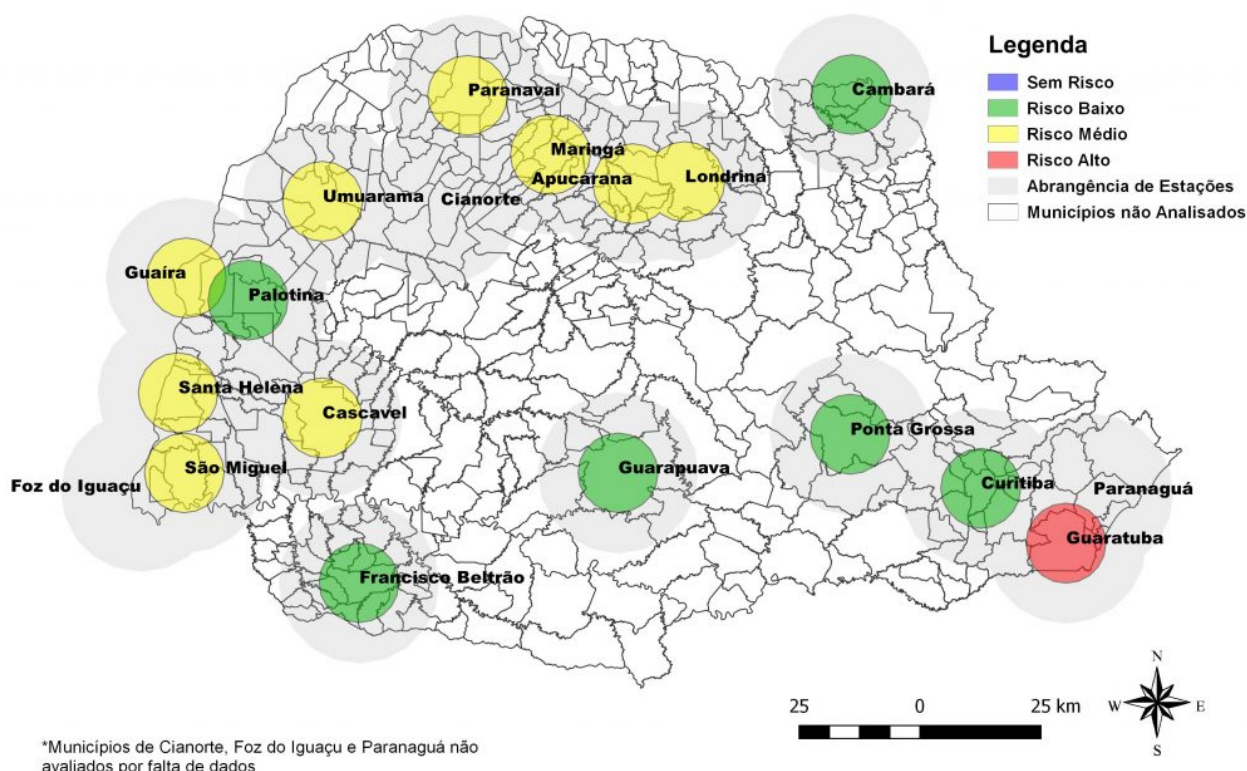 Legenda
Sem Risco
Risco Baixo
Risco Médio
Risco Alto
Abrangência de Estações
Municípios não Analisados
Paranavaí
Cambará
Maringá
Apucarana
Londrina
Umuarama
Cianorte
Guaíra
Palotina
Santa Helena
Cascavel
São Miguel
Foz do Iguaçu
Guarapuava
Ponta Grossa
Curitiba
Paranaguá
Guaratuba
Francisco Beltrão
N
W
E
S
25
0
25 km
*Municípios de Cianorte, Foz do Iguaçu e Paranaguá não
avaliados por falta de dados